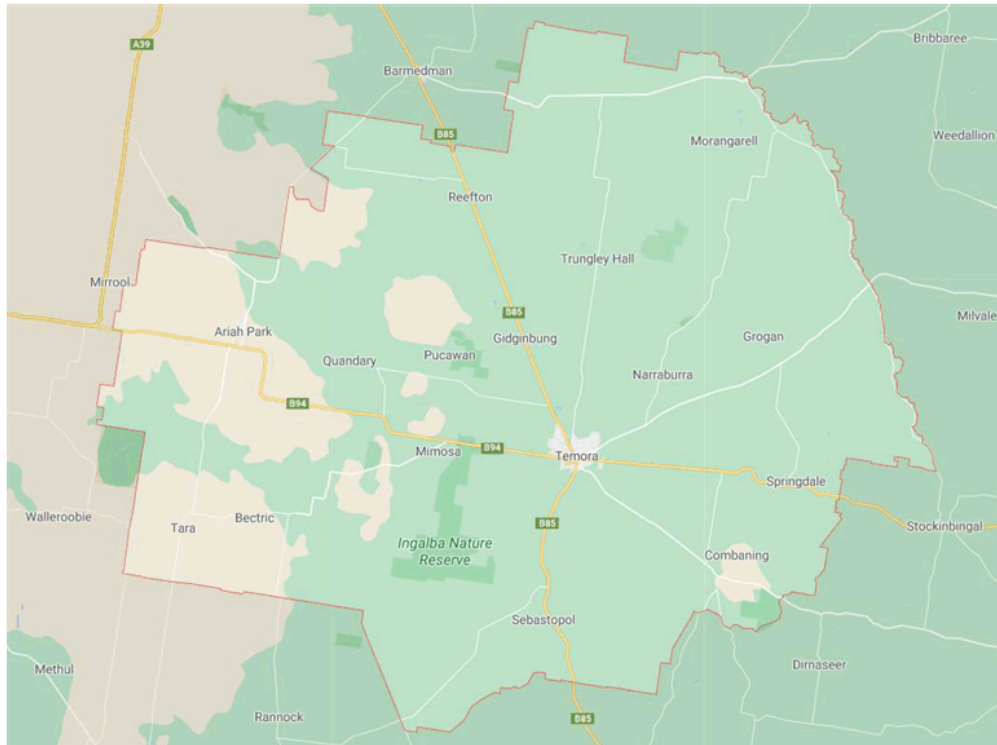 A39
Bribbaree
Barmedman
B85
Weedallion
Morangarell
Reefton
Trungley Hall
Mirrool
B85
Milvale
Ariah Park
Gidginbung
Grogan
Quandary
Pucawan
Narraburra
B94
Mimosa
B94
Temora
Springdale
Walleroobie
Tara
Bectric
B85
Stockinbingal
Ingalba Nature
Reserve
Combaning
Sebastopol
Methul
Dirnaseer
Rannock
B85